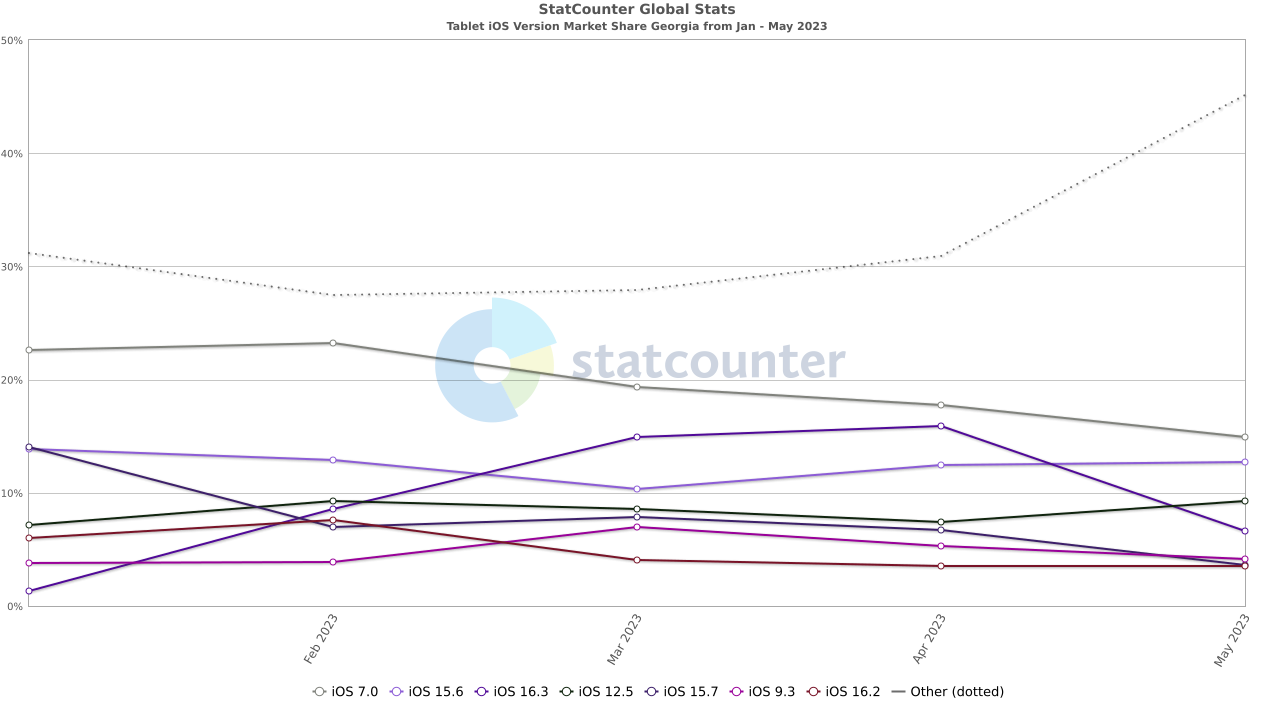 StatCounter Global Stats
Tablet iOS Version Market Share Georgia from Jan - May 2023
50%
40%
30%
20%
10%
0%
statcounter
Feb 2023
Mar 2023
Apr 2023
May 2023
iOS 7.0 iOS 15.6 iOS 16.3 iOS 12.5 iOS 15.7 iOS 9.3 iOS 16.2 Other (dotted)